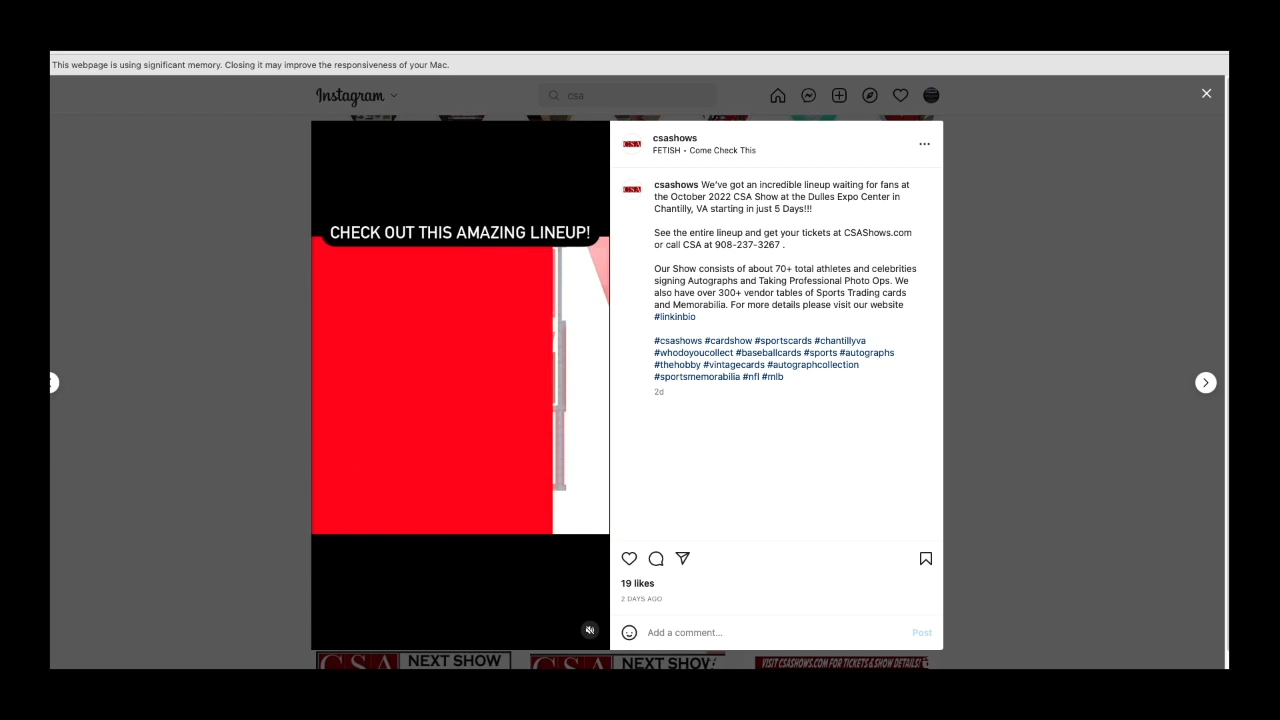 This webpage is using significant memory. Closing it may improve the responsiveness of your Mac.
Instagram
csa
CHECK OUT THIS AMAZING LINEUP!
CSA
csashows
FETISH • Come Check This
CSA
csashows We've got an incredible lineup waiting for fans at
the October 2022 CSA Show at the Dulles Expo Center in
Chantilly, VA starting in just 5 Days!!!
See the entire lineup and get your tickets at CSAShows.com
or call CSA at 908-237-3267 .
Our Show consists of about 70+ total athletes and celebrities
signing Autographs and Taking Professional Photo Ops. We
also have over 300+ vendor tables of Sports Trading cards
and Memorabilia. For more details please visit our website
#linkinbio
#csashows #cardshow #sportscards #chantillyva
#whodoyoucollect #baseballcards #sports #autographs
#thehobby #vintagecards #autographcollection
#sportsmemorabilia #nfl #mlb
2d
19 likes
2 DAYS AGO
Add a comment...
Post
CSA NEXT SHOW
CSA NEXT SHOW
VISIT CSASHOWS.COM FOR TICKETS & SHOW DETAILS!